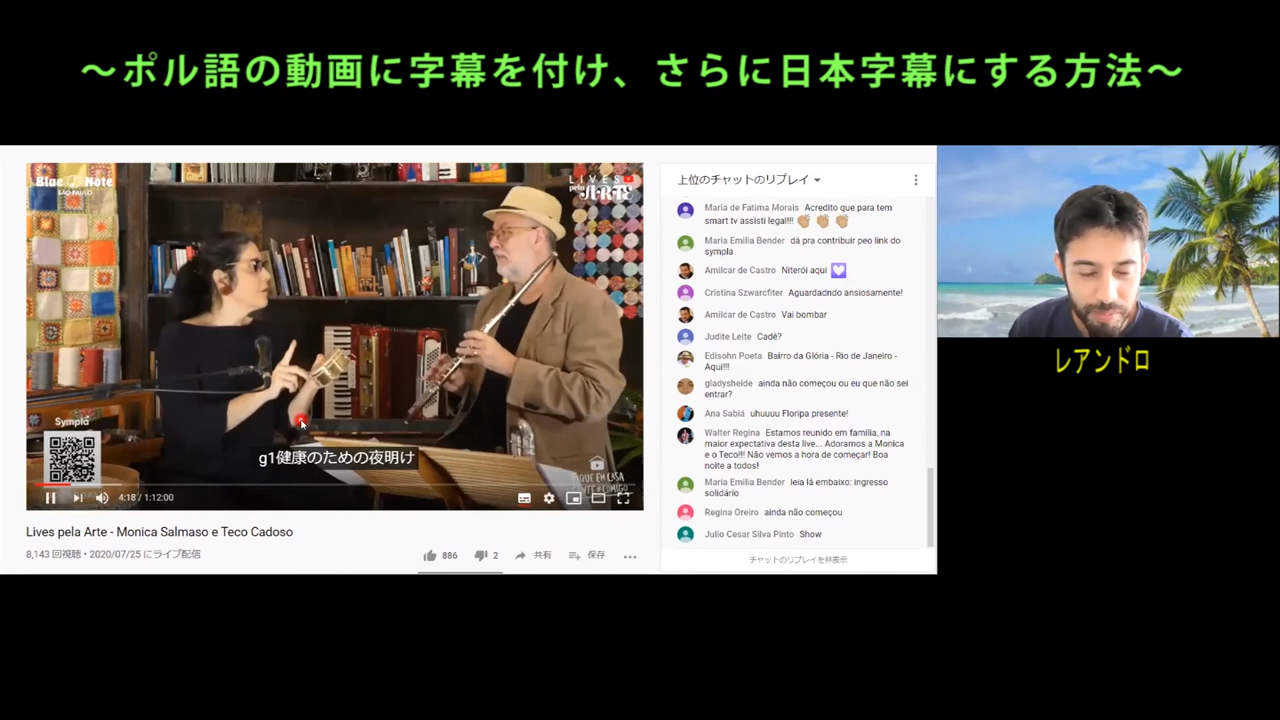 ～ポル語の動画に字幕を付け、さらに日本字幕にする方法～
Blue Note
SÃO PAULO
LIVES
pela
ARTE
Sympla
g1健康のための夜明け
4:18 / 1:12:00
Lives pela Arte - Monica Salmaso e Teco Cadoso
8,143 回視聴・2020/07/25 にライブ配信
886
2
共有
保存
上位のチャットのリプレイ
Maria de Fatima Morais Acredito que para tem
smart tv assisti legal!!!
Maria Emilia Bender dá pra contribuir peo link do
sympla
Amilcar de Castro Niterói aqui
Cristina Szwarcfiter Aguardadndo ansiosamente!
Amilcar de Castro Vai bombar
Judite Leite Cadê?
Edisohn Poeta Bairro da Glória - Rio de Janeiro -
Aqui!!!
gladysheide ainda não começou ou eu que não sei
entrar?
Ana Sabiá uhuuuu Floripa presente!
Walter Regina Estamos reunido em família, na
maior expectativa desta live... Adoramos a Monica
e o Teco!!! Não vemos a hora de começar! Boa
noite a todos!
Maria Emilia Bender leia lá embaixo: ingresso
solidário
Regina Oreiro ainda não começou
Julio Cesar Silva Pinto Show
チャットのリプレイを非表示
レアンドロ